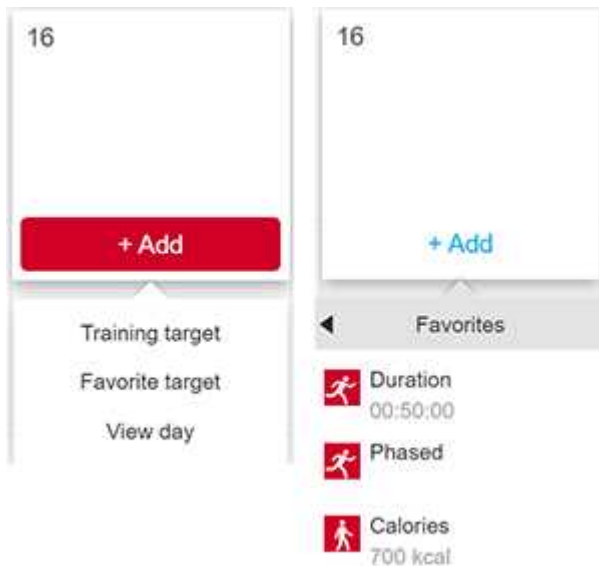 16
+ Add
Training target
Favorite target
View day
16
+ Add
Favorites
Duration
00:50:00
Phased
Calories
700 kcal